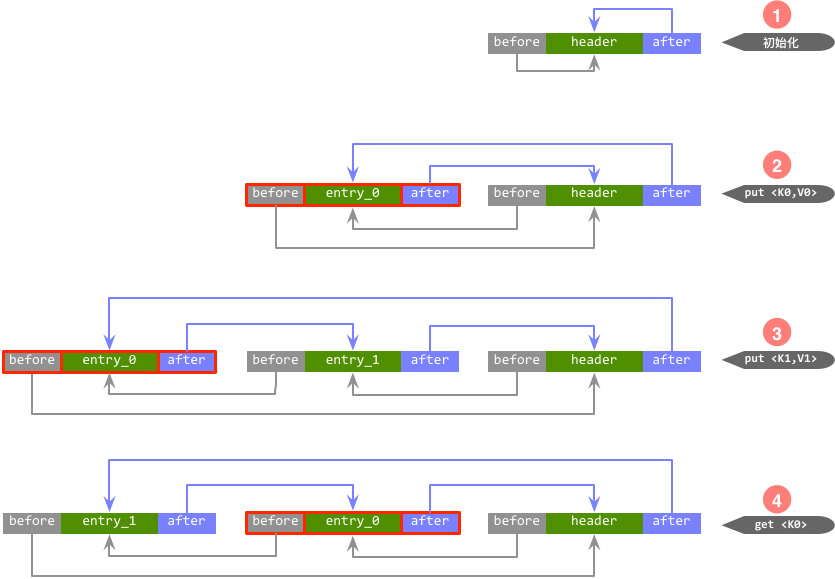 1
before header after
初始化
2
before entry_0 after before header after
put <K0,V0>
3
before entry_0 after before entry_1 after before header after
put <K1,V1>
4
before entry_1 after before entry_0 after before header after
get <K0>